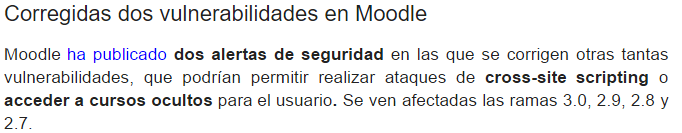 Corregidas dos vulnerabilidades en Moodle
Moodle ha publicado dos alertas de seguridad en las que se corrigen otras tantas
vulnerabilidades, que podrían permitir realizar ataques de cross-site scripting o
acceder a cursos ocultos para el usuario. Se ven afectadas las ramas 3.0, 2.9, 2.8 y
2.7.